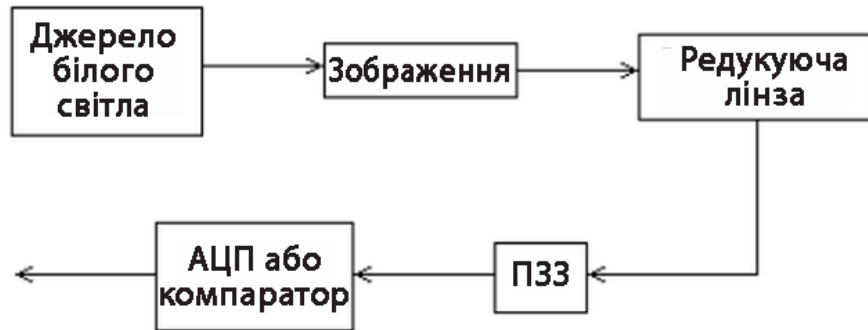 Джерело
білого
світла
Зображення
Редукуюча
лінза
АЦП або
компаратор
ПЗЗ